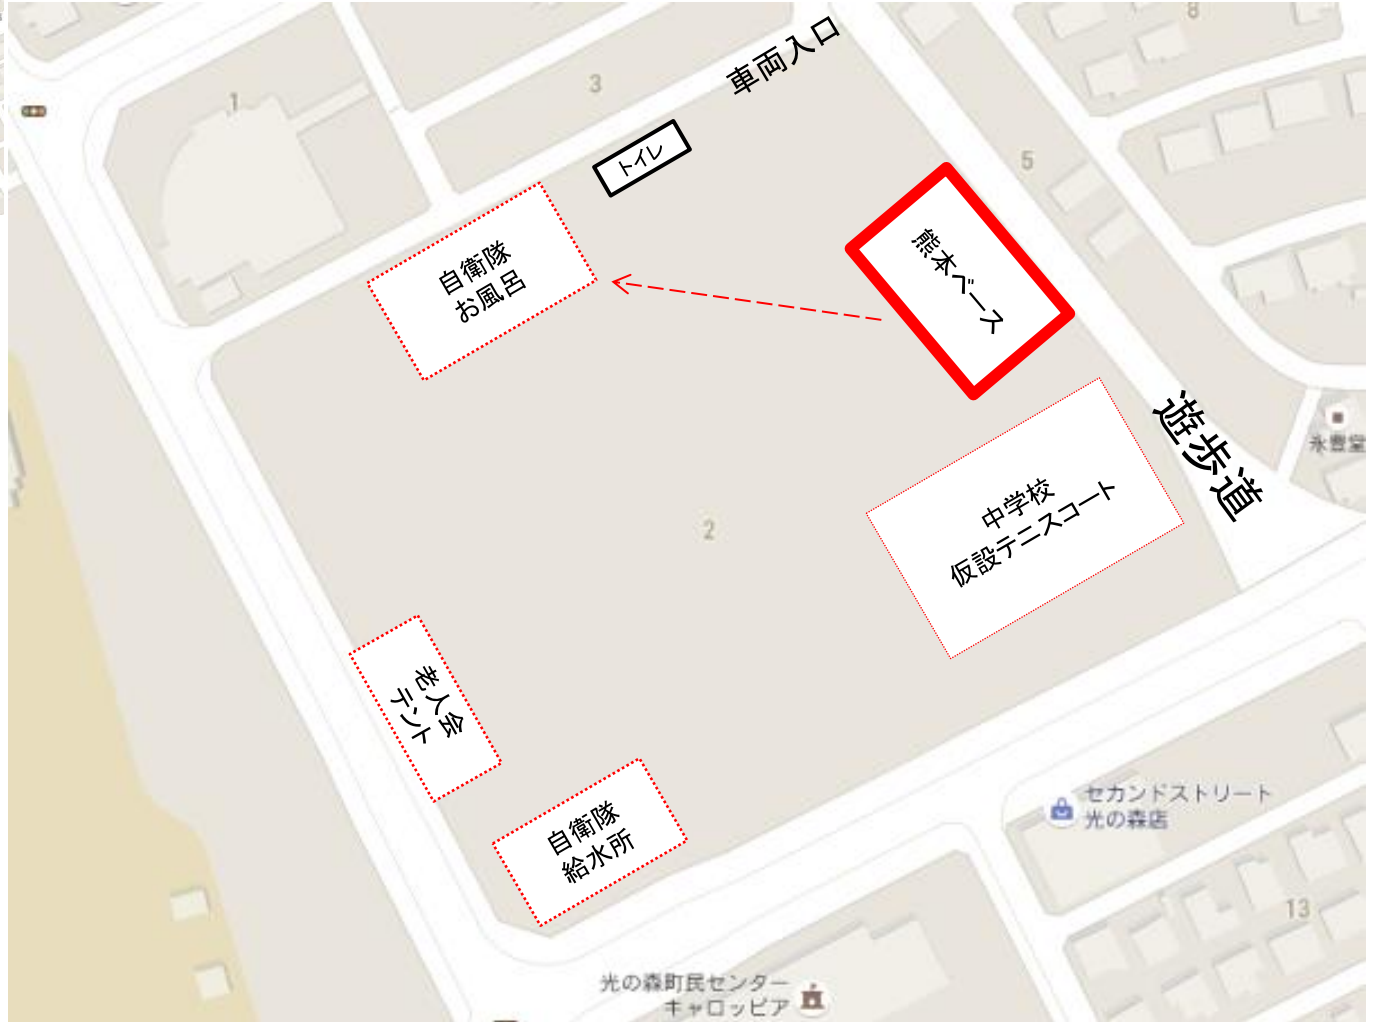 8
1
3
車両入口
トイレ
5
自衛隊
お風呂
熊本ベース
遊歩道
永豊堂
中学校
仮設テニスコート
2
老人会
テント
自衛隊
給水所
セカンドストリート
光の森店
13
光の森町民センター
キャロッピア